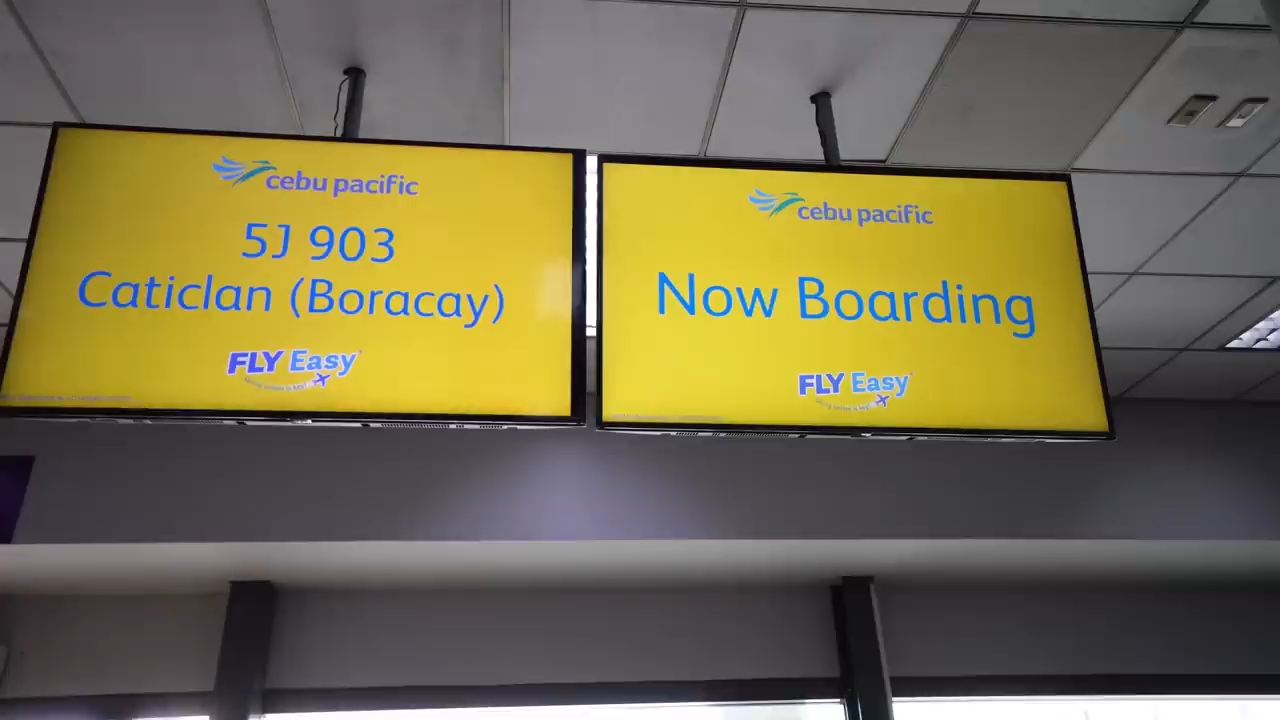 cebu pacific
5J 903
Caticlan (Boracay)
FLY Easy
cebu pacific
Now Boarding
FLY Easy